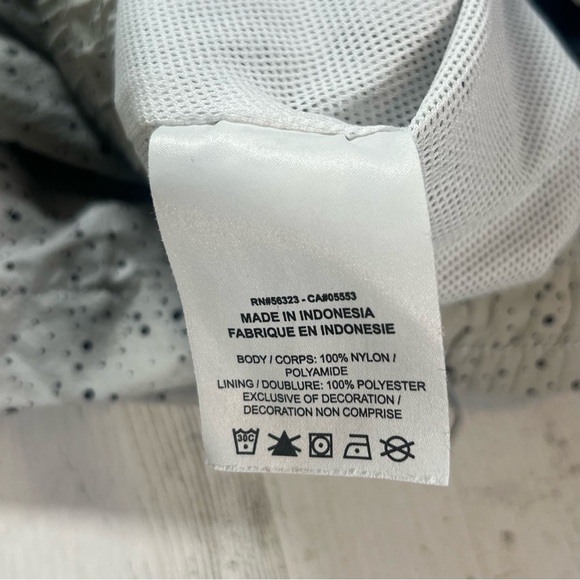 RN#56323 - CA#05553
MADE IN INDONESIA
FABRIQUE EN INDONESIE
BODY / CORPS: 100% NYLON /
POLYAMIDE
LINING / DOUBLURE: 100% POLYESTER
EXCLUSIVE OF DECORATION /
DECORATION NON COMPRISE
30C